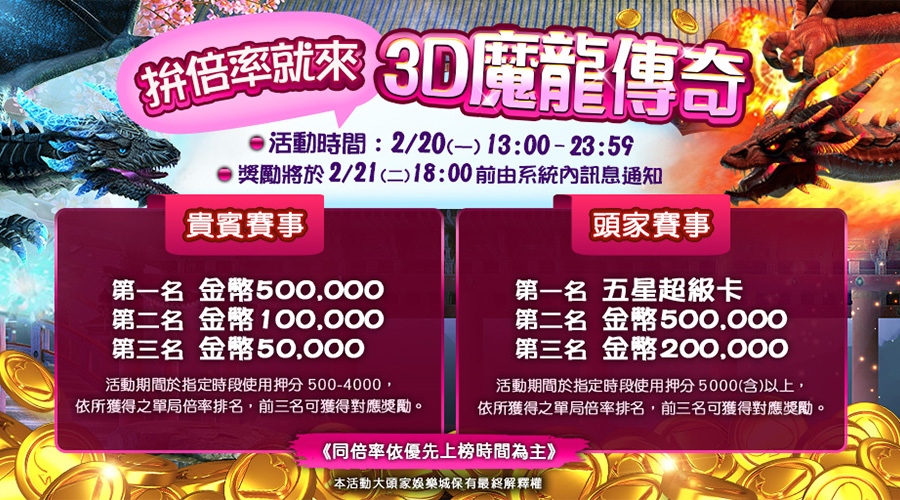 拚倍率就來
3D魔龍傳奇
活動時間：2/20(一) 13:00-23:59
獎勵將於 2/21(二)18:00 前由系統內訊息通知
貴賓賽事
第一名 金幣500,000
第二名 金幣100,000
第三名 金幣50,000
活動期間於指定時段使用押分 500-4000，
依所獲得之單局倍率排名，前三名可獲得對應獎勵。
頭家賽事
第一名 五星超級卡
第二名 金幣500,000
第三名 金幣200,000
活動期間於指定時段使用押分 5000(含)以上，
依所獲得之單局倍率排名，前三名可獲得對應獎勵。
《同倍率依優先上榜時間為主》
本活動大頭家娛樂城保有最終解釋權